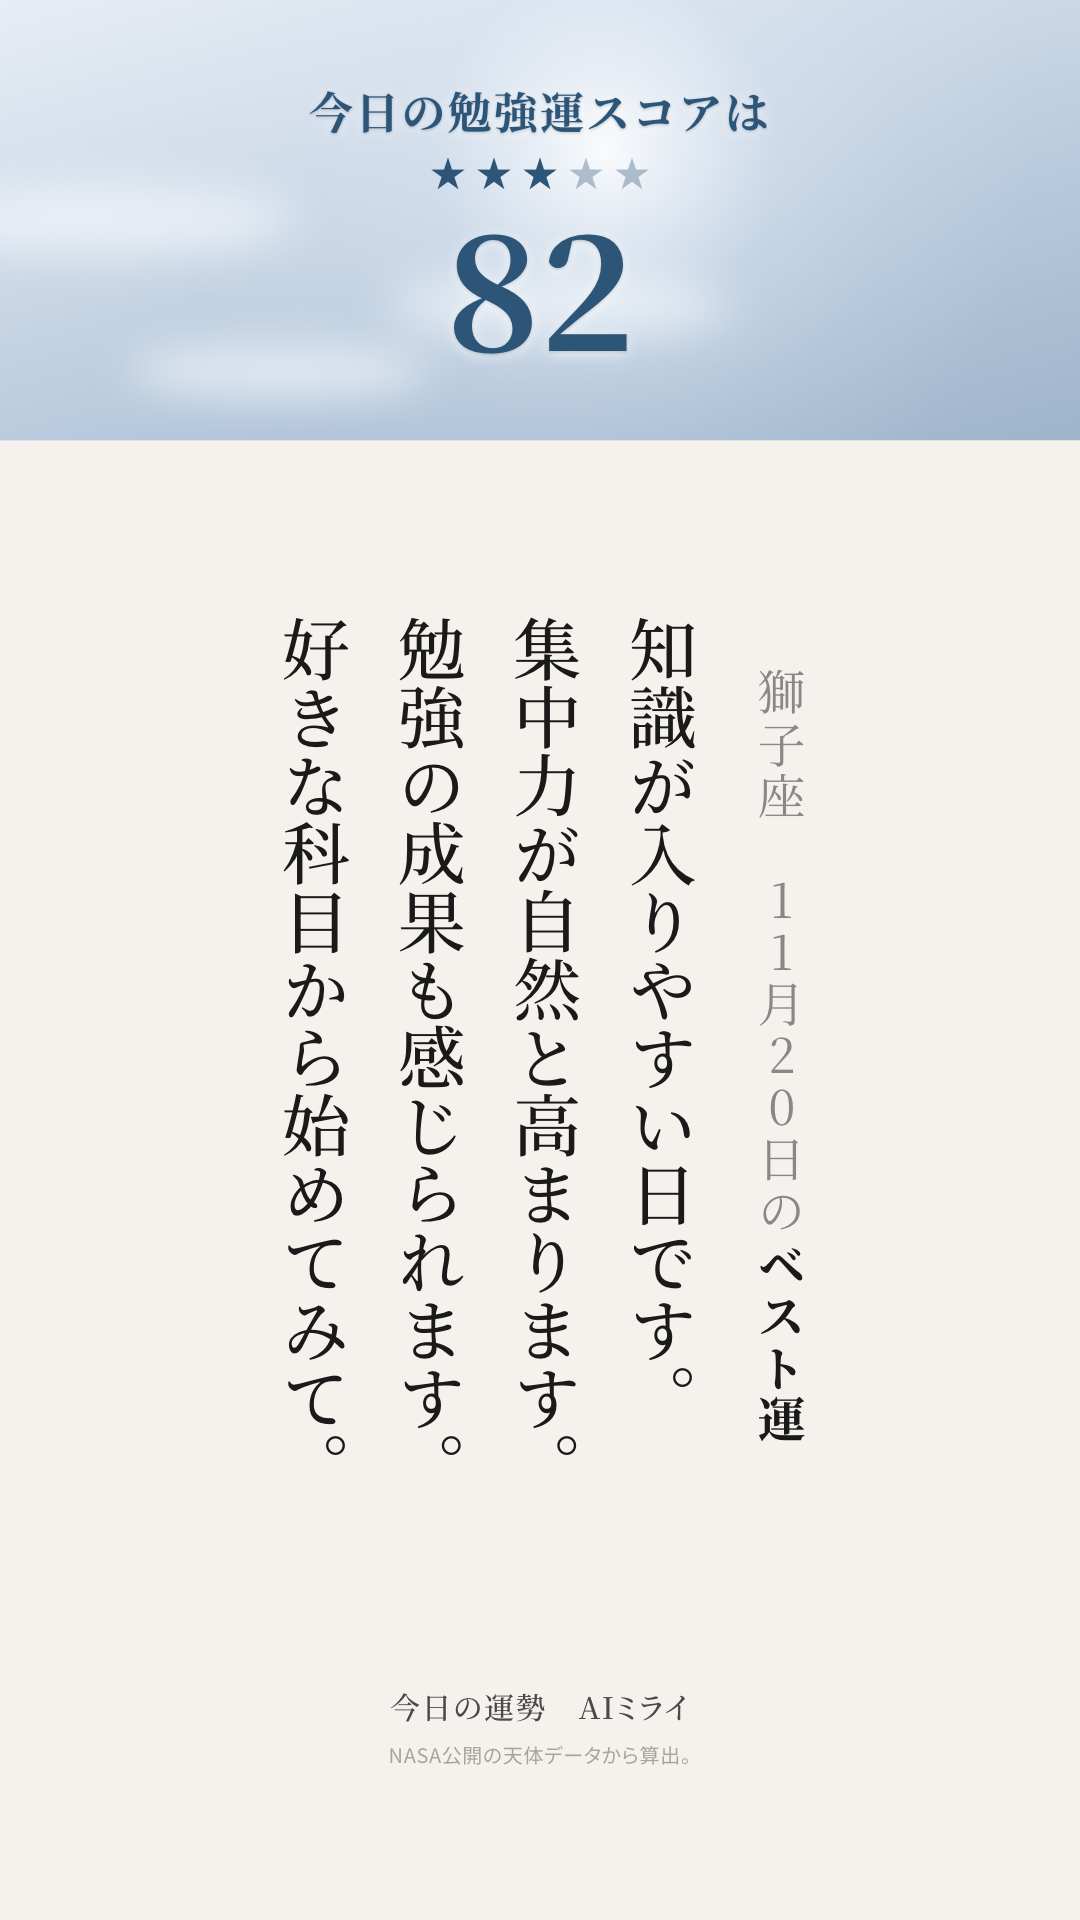 今日の勉強運スコアは
★★★★★
82
獅子座　11月20日のベスト運
知識が入りやすい日です。
集中力が自然と高まります。
勉強の成果も感じられます。
好きな科目から始めてみて。
今日の運勢　AIミライ
NASA公開の天体データから算出。